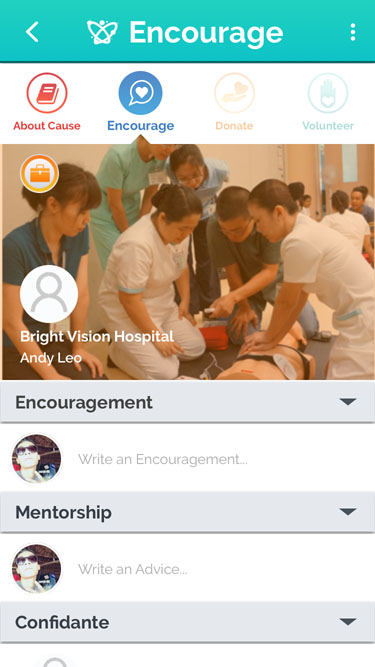 Encourage
About Cause
Encourage
Donate
Volunteer
Bright Vision Hospital
Andy Leo
Encouragement
Write an Encouragement...
Mentorship
Write an Advice...
Confidante